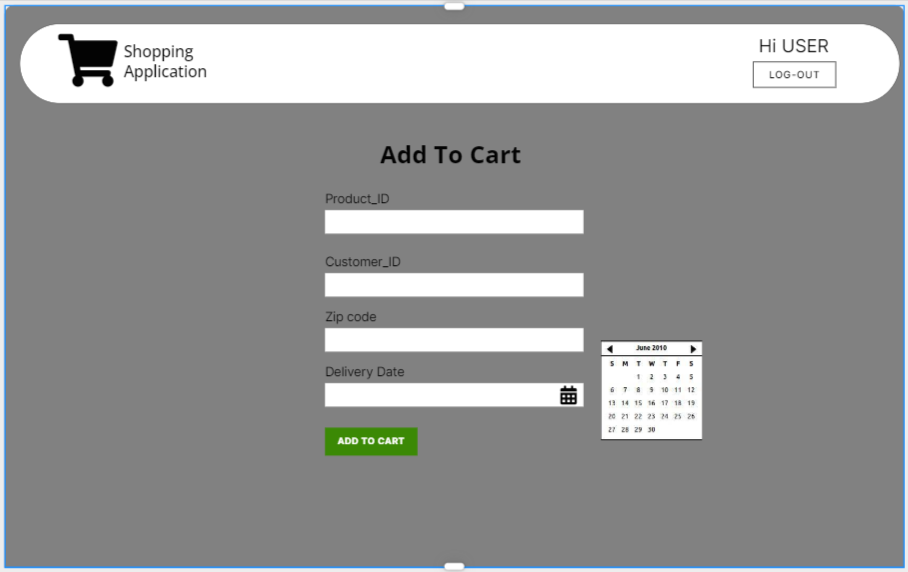 Shopping
Application
Hi USER
LOG-OUT
Add To Cart
Product_ID
Customer_ID
Zip code
Delivery Date
June 2010
S M T W T F S
1 2 3 4 5
6 7 8 9 10 11 12
13 14 15 16 17 18 19
20 21 22 23 24 25 26
27 28 29 30
ADD TO CART